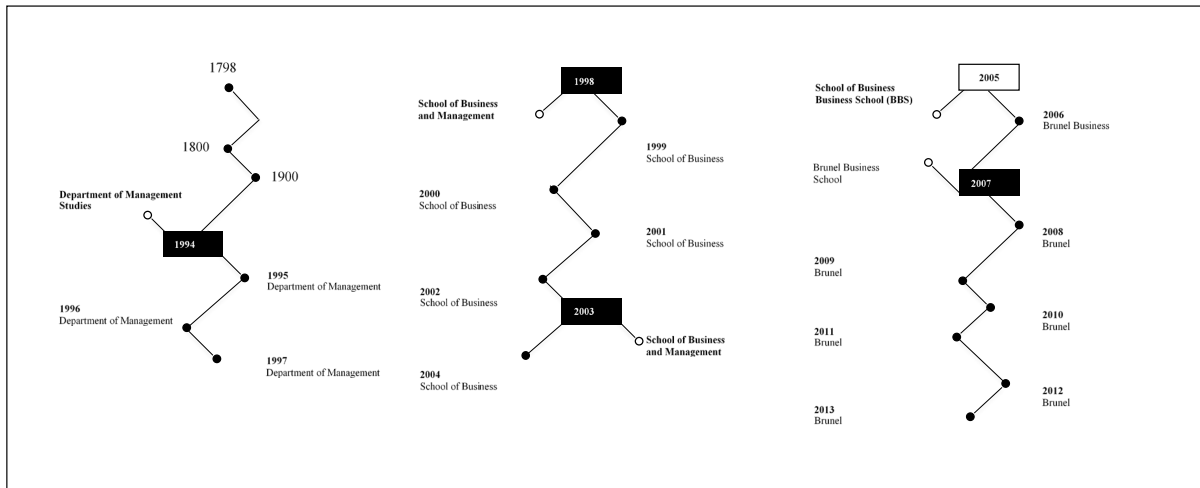 1798
1800
1900
Department of Management
Studies
1994
1995
Department of Management
1996
Department of Management
1997
Department of Management
1998
School of Business
and Management
1999
School of Business
2000
School of Business
2001
School of Business
2002
School of Business
2003
School of Business
and Management
2004
School of Business
2005
School of Business
Business School (BBS)
2006
Brunel Business
Brunel Business
School
2007
2008
Brunel
2009
Brunel
2010
Brunel
2011
Brunel
2012
Brunel
2013
Brunel